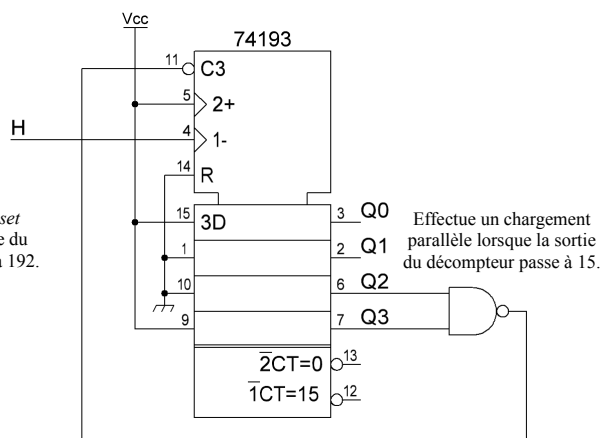 Vcc
74193
11 C3
5 2+
H 4 1-
14 R
15 3D 3 Q0
1 2 Q1
10 6 Q2
9 7 Q3
2CT=0 13
1CT=15 12
set
e du
à 192.
Effectue un chargement
parallèle lorsque la sortie
du décompteur passe à 15.